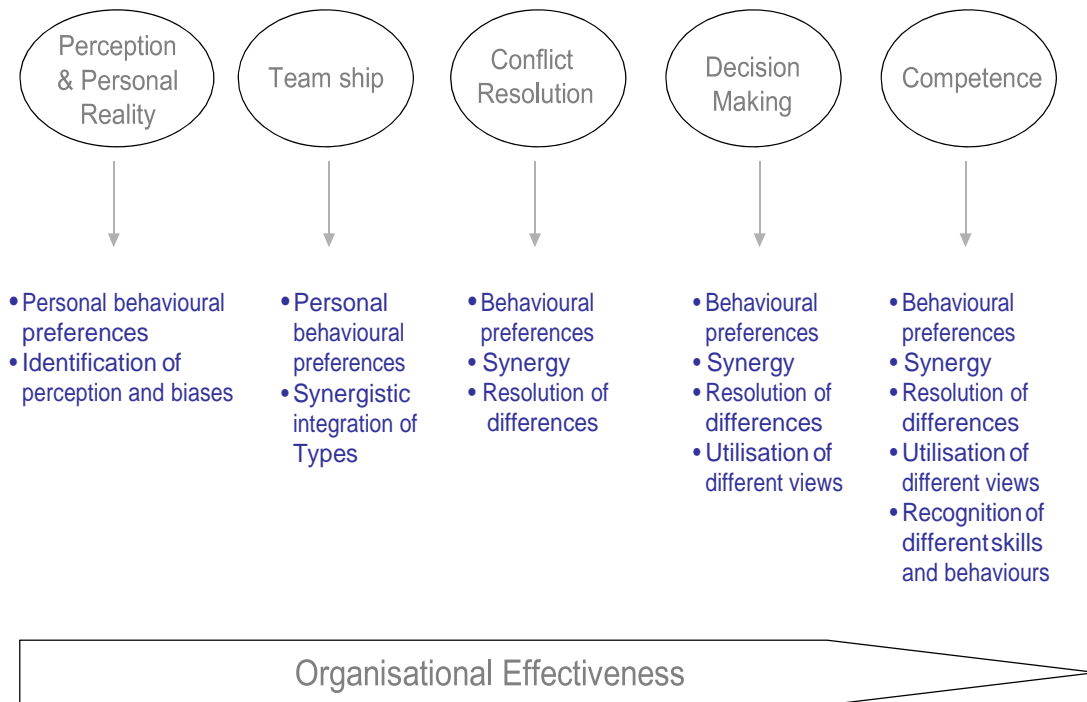 Perception
& Personal
Reality
Team ship
Conflict
Resolution
Decision
Making
Competence
• Personal behavioural
preferences
• Identification of
perception and biases
• Personal
behavioural
preferences
• Synergistic
integration of
Types
• Behavioural
preferences
• Synergy
• Resolution of
differences
• Behavioural
preferences
• Synergy
• Resolution of
differences
• Utilisation of
different views
• Behavioural
preferences
• Synergy
• Resolution of
differences
• Utilisation of
different views
• Recognition of
different skills
and behaviours
Organisational Effectiveness